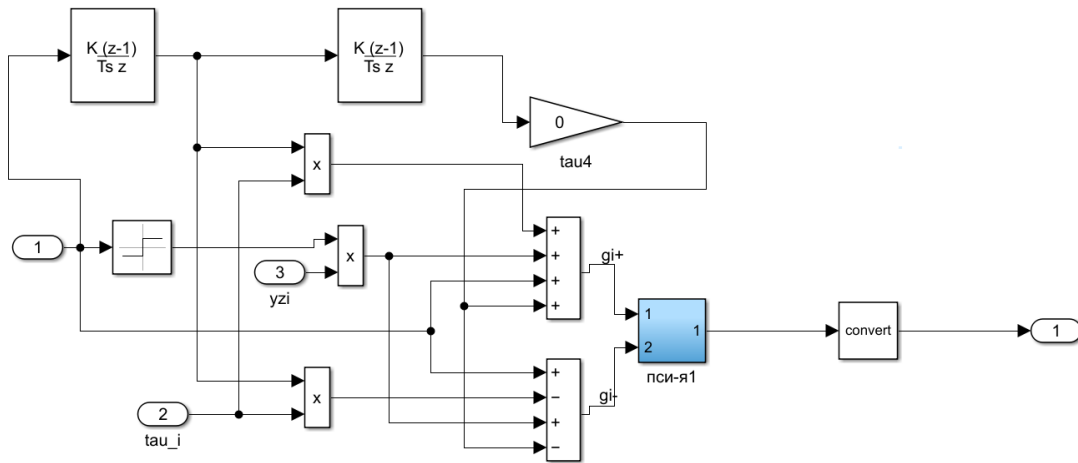 K (z-1)
Ts z
K (z-1)
Ts z
0
tau4
x
1
x
3
yzi
+
+
+
+
gi+
1
2
1
пси-я1
convert
1
x
2
tau_i
+
−
+
−
gi-